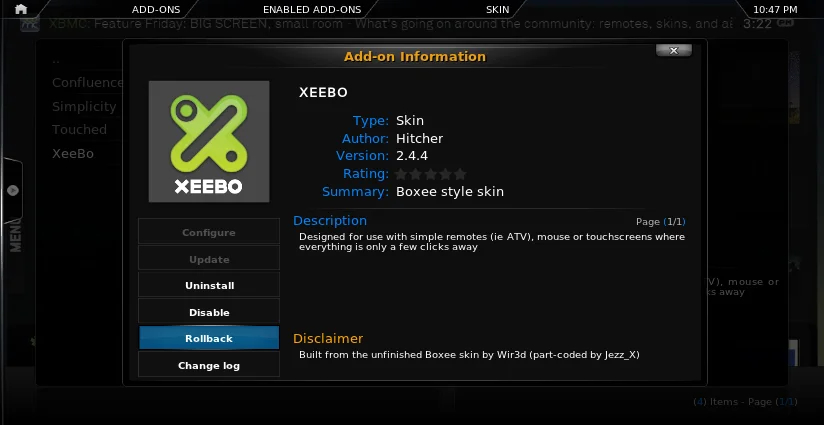 ADD-ONS ENABLED ADD-ONS SKIN 10:47 PM
XBMC: Feature Friday: BIG SCREEN, small room - What's going on around the community: remotes, skins, and 3:22 PM
Add-on Information
..
Confluence
Simplicity
Touched
XeeBo
MENU
XEEBO
XEEBO
Type: Skin
Author: Hitcher
Version: 2.4.4
Rating:
Summary: Boxee style skin
Configure
Update
Uninstall
Disable
Rollback
Change log
Description Page (1/1)
Designed for use with simple remotes (ie ATV), mouse or touchscreens where
everything is only a few clicks away
Disclaimer
Built from the unfinished Boxee skin by Wir3d (part-coded by Jezz_X)
V), mouse or
ks away
(4) Items - Page (1/1)